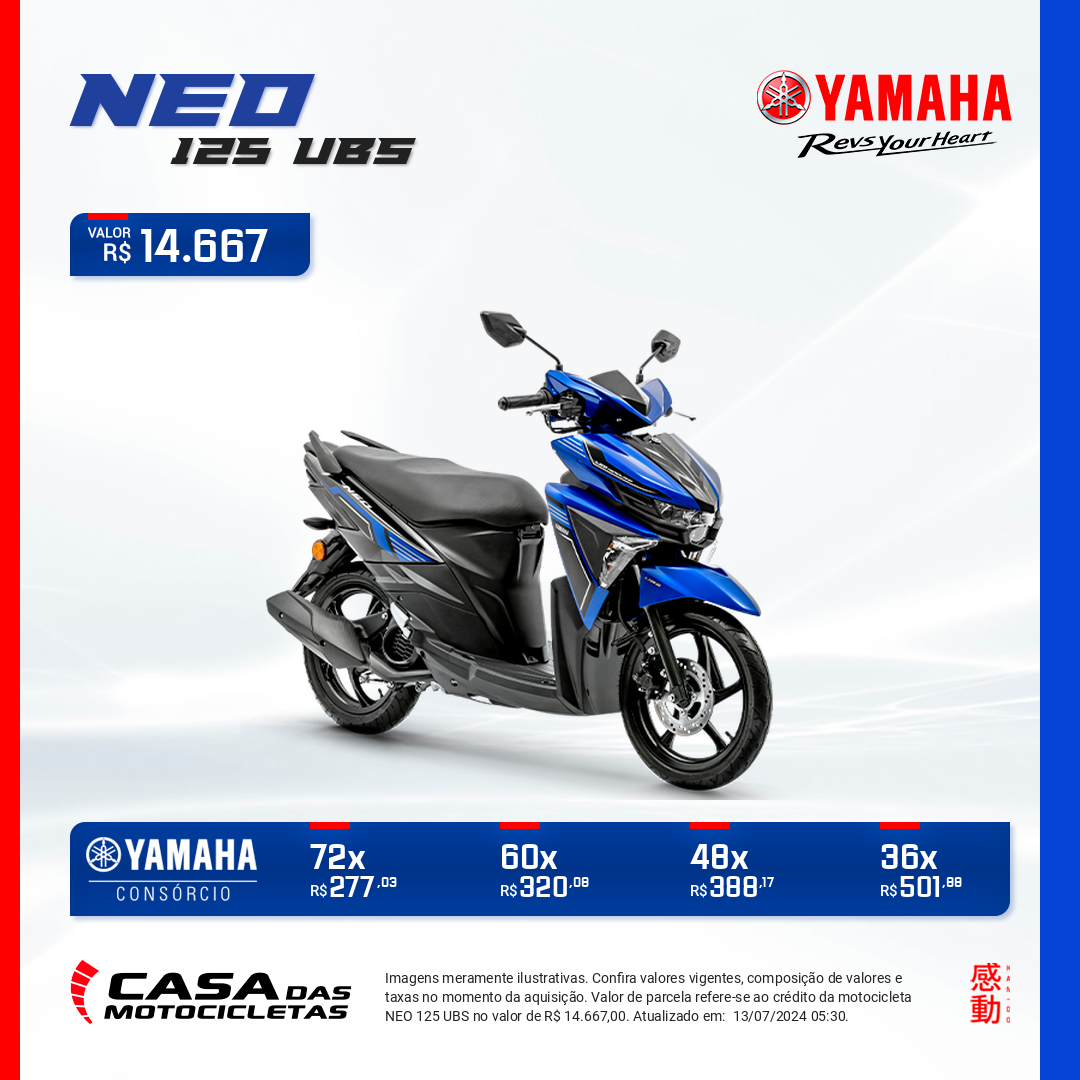 NEO
125 UBS
YAMAHA
Revs Your Heart
VALOR
R$ 14.667
NEO
YAMAHA
CONSÓRCIO
72x
R$ 277,03
60x
R$ 320,08
48x
R$ 388,17
36x
R$ 501,88
CASA DAS
MOTOCICLETAS
Imagens meramente ilustrativas. Confira valores vigentes, composição de valores e
taxas no momento da aquisição. Valor de parcela refere-se ao crédito da motocicleta
NEO 125 UBS no valor de R$ 14.667,00. Atualizado em: 13/07/2024 05:30.
感動